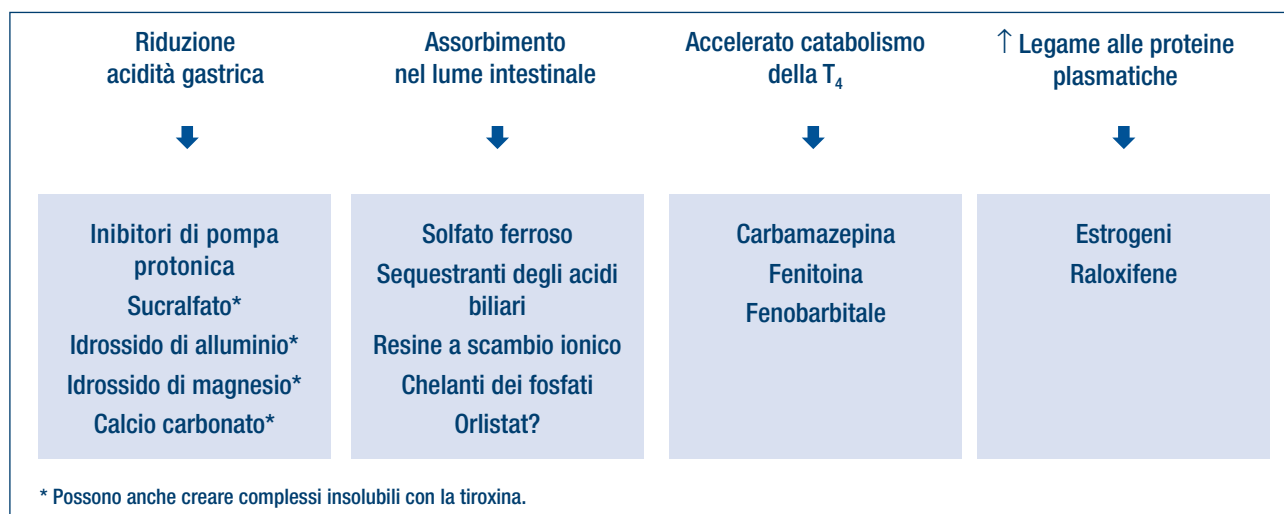 Riduzione
acidità gastrica
Assorbimento
nel lume intestinale
Accelerato catabolismo
della T4
↑ Legame alle proteine
plasmatiche
Inibitori di pompa
protonica
Sucralfato*
Idrossido di alluminio*
Idrossido di magnesio*
Calcio carbonato*
Solfato ferroso
Sequestranti degli acidi
biliari
Resine a scambio ionico
Chelanti dei fosfati
Orlistat?
Carbamazepina
Fenitoina
Fenobarbitale
Estrogeni
Raloxifene
* Possono anche creare complessi insolubili con la tiroxina.